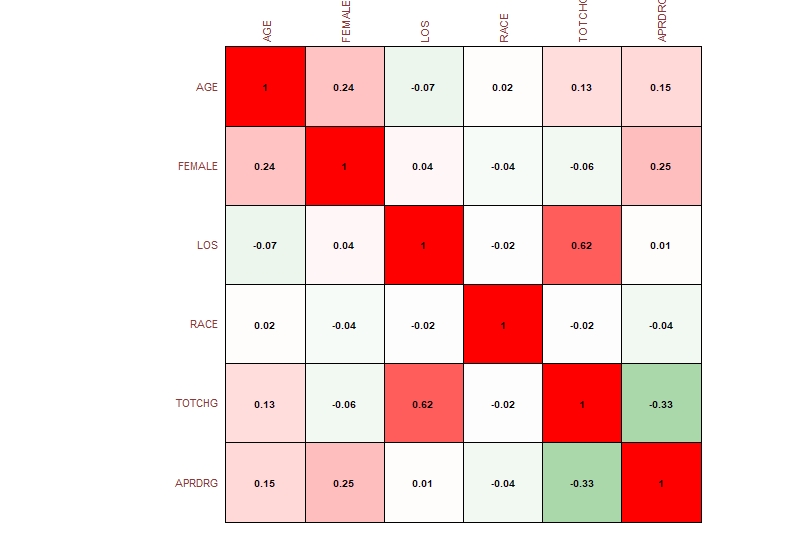 AGE FEMALE LOS RACE TOTCHG APRDRG
AGE 1 0.24 -0.07 0.02 0.13 0.15
FEMALE 0.24 1 0.04 -0.04 -0.06 0.25
LOS -0.07 0.04 1 -0.02 0.62 0.01
RACE 0.02 -0.04 -0.02 1 -0.02 -0.04
TOTCHG 0.13 -0.06 0.62 -0.02 1 -0.33
APRDRG 0.15 0.25 0.01 -0.04 -0.33 1